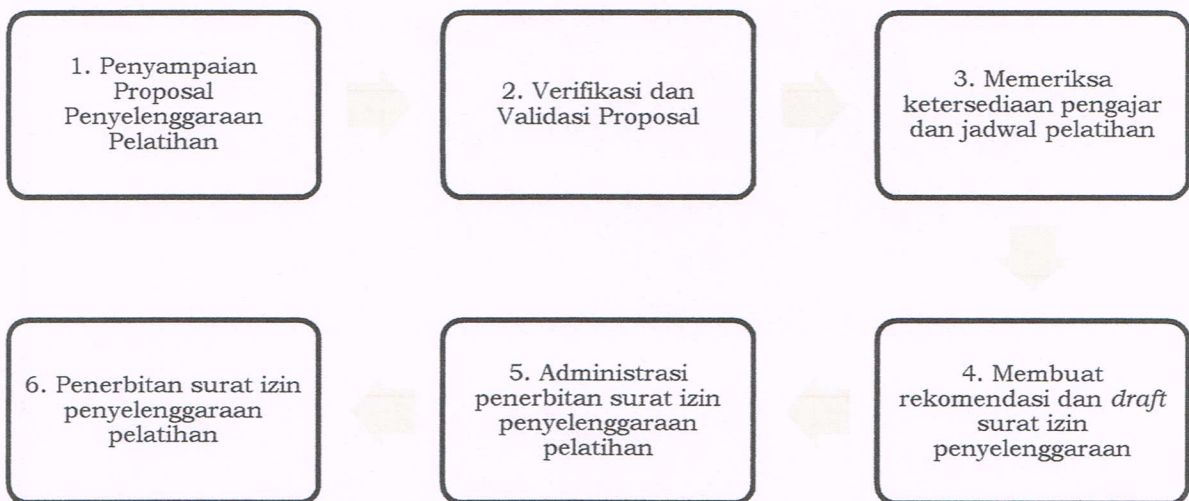 1. Penyampaian
Proposal
Penyelenggaraan
Pelatihan
2. Verifikasi dan
Validasi Proposal
3. Memeriksa
ketersediaan pengajar
dan jadwal pelatihan
4. Membuat
rekomendasi dan draft
surat izin
penyelenggaraan
5. Administrasi
penerbitan surat izin
penyelenggaraan
pelatihan
6. Penerbitan surat izin
penyelenggaraan
pelatihan